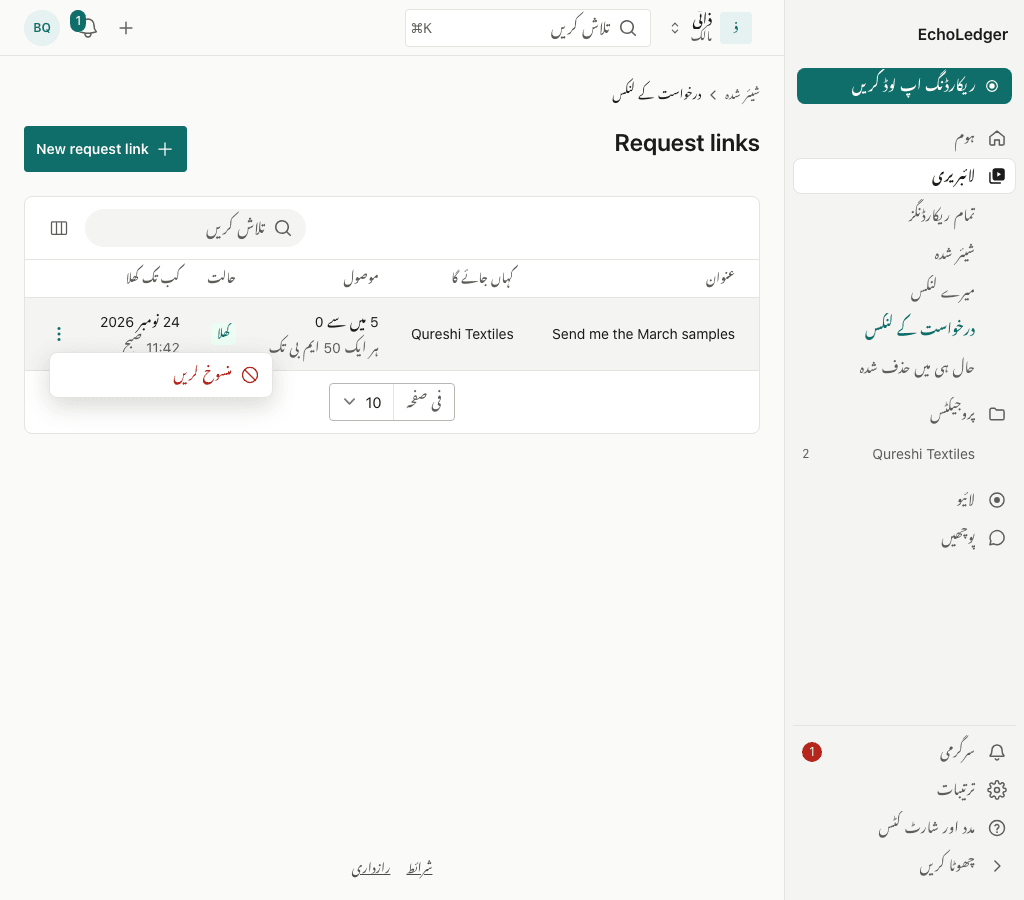 EchoLedger
ریکارڈنگ اپ لوڈ کریں
ہوم
لائبریری
تمام ریکارڈنگز
شیئر شدہ
میرے لنکس
درخواست کے لنکس
حال ہی میں حذف شدہ
پروجیکٹس
Qureshi Textiles 2
لائیو
پوچھیں
سرگرمی 1
ترتیبات
مدد اور شارٹ کٹس
چھوٹا کریں
ذ
ذاتی
مالک
تلاش کریں ⌘K
1
BQ
شیئر شدہ › درخواست کے لنکس
Request links
New request link
تلاش کریں
عنوان کہاں جائے گا موصول حالت کب تک کھلا
Send me the March samples Qureshi Textiles 5 میں سے 0 کھلا 24 نومبر 2026
ہر ایک 50 ایم بی تک 11:42 صبح
منسوخ کریں
فی صفحہ 10
شرائط رازداری